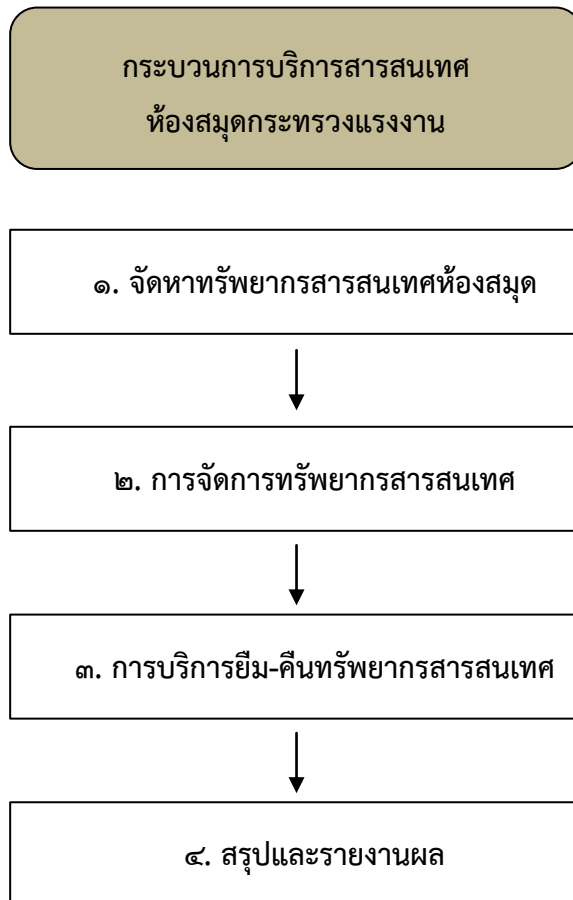 กระบวนการบริการสารสนเทศ
ห้องสมุดกระทรวงแรงงาน
๑. จัดหาทรัพยากรสารสนเทศห้องสมุด
๒. การจัดการทรัพยากรสารสนเทศ
๓. การบริการยืม-คืนทรัพยากรสารสนเทศ
๔. สรุปและรายงานผล